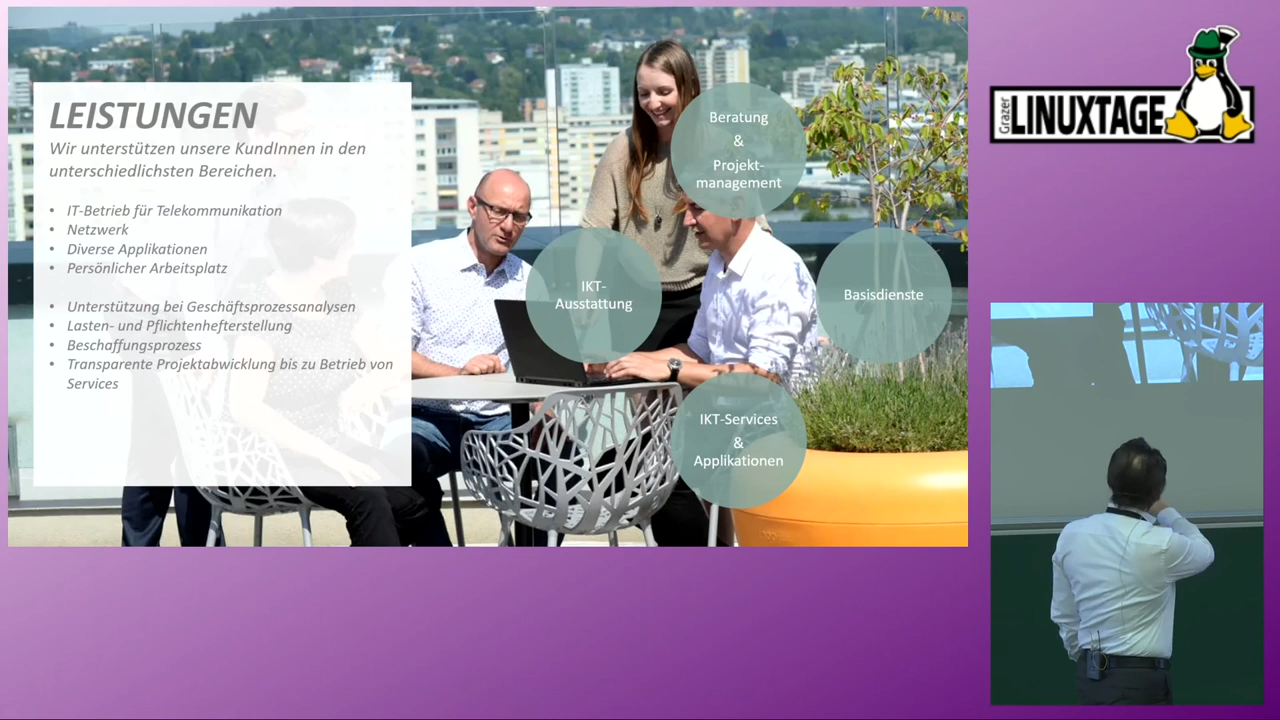 LEISTUNGEN
Wir unterstützen unsere KundInnen in den
unterschiedlichsten Bereichen.
• IT-Betrieb für Telekommunikation
• Netzwerk
• Diverse Applikationen
• Persönlicher Arbeitsplatz
• Unterstützung bei Geschäftsprozessanalysen
• Lasten- und Pflichtenhefterstellung
• Beschaffungsprozess
• Transparente Projektabwicklung bis zu Betrieb von
Services
Beratung
&
Projekt-
management
IKT-
Ausstattung
Basisdienste
IKT-Services
&
Applikationen
Grazer
LINUXTAGE